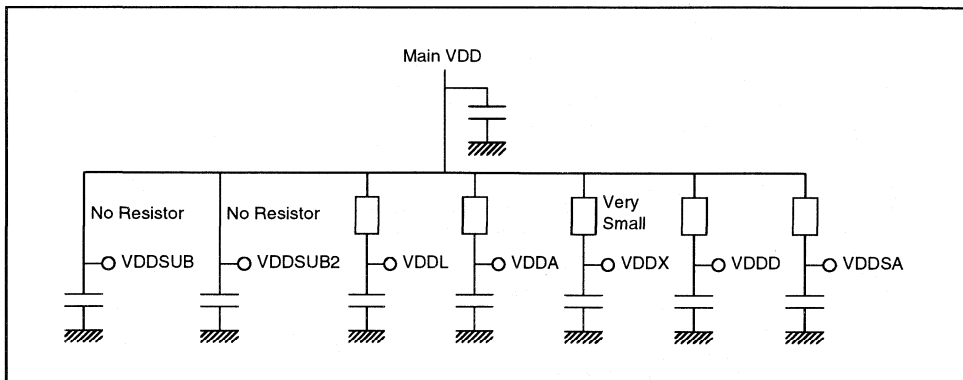 Main VDD
No Resistor
No Resistor
Very
Small
VDDSUB
VDDSUB2
VDDL
VDDA
VDDX
VDDD
VDDSA